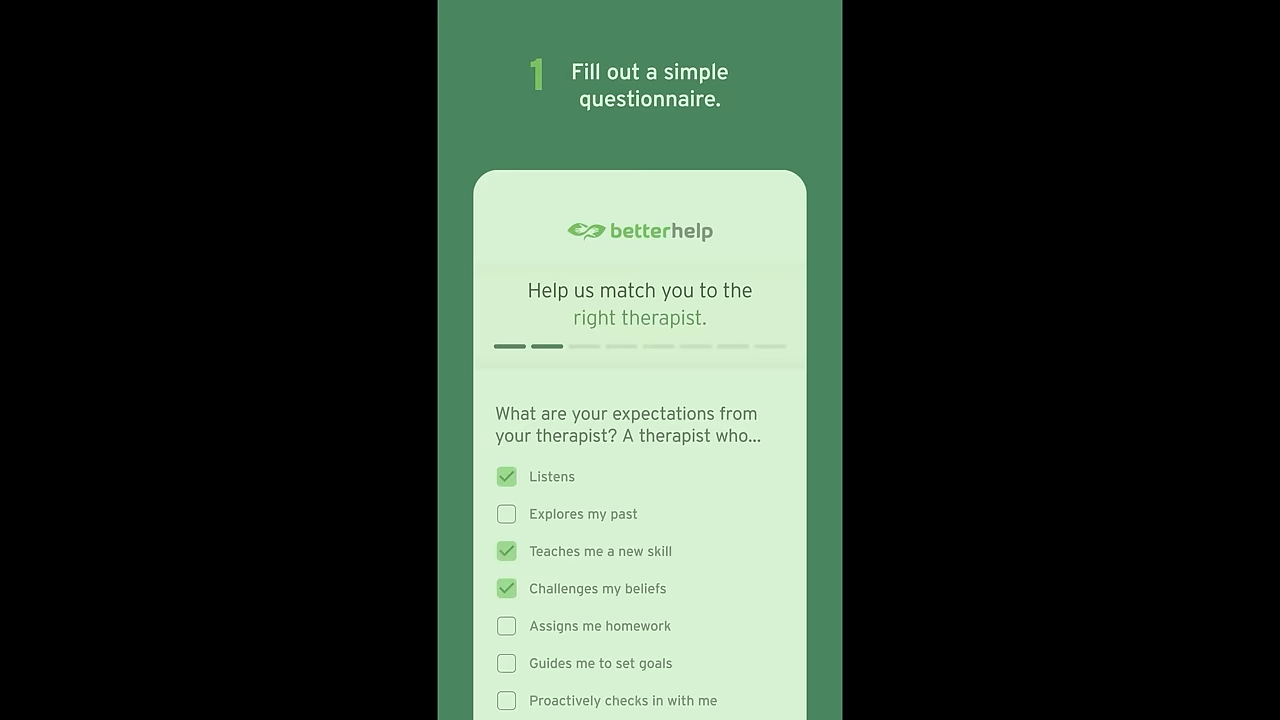 1
Fill out a simple
questionnaire.
betterhelp
Help us match you to the
right therapist.
What are your expectations from
your therapist? A therapist who...
Listens
Explores my past
Teaches me a new skill
Challenges my beliefs
Assigns me homework
Guides me to set goals
Proactively checks in with me